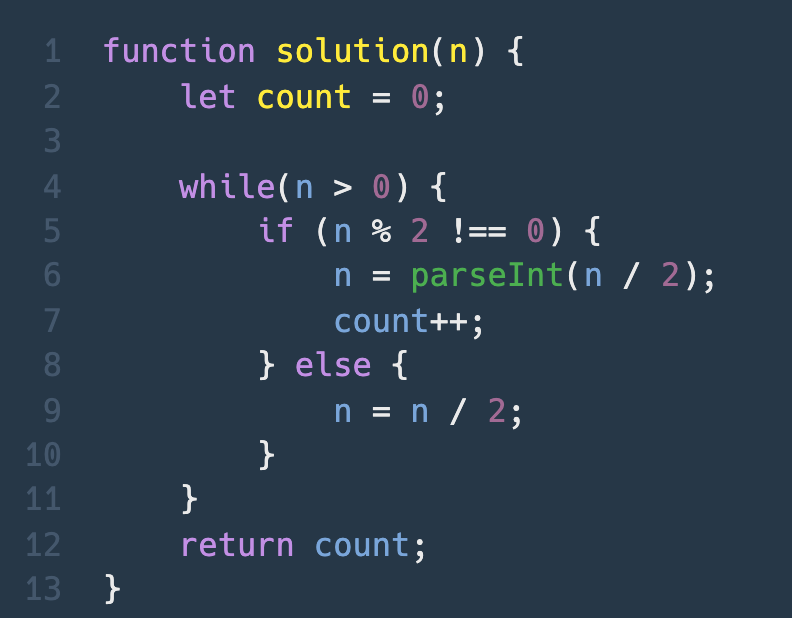 1 function solution(n) {
2     let count = 0;
3
4     while(n > 0) {
5         if (n % 2 !== 0) {
6             n = parseInt(n / 2);
7             count++;
8         } else {
9             n = n / 2;
10         }
11     }
12     return count;
13 }